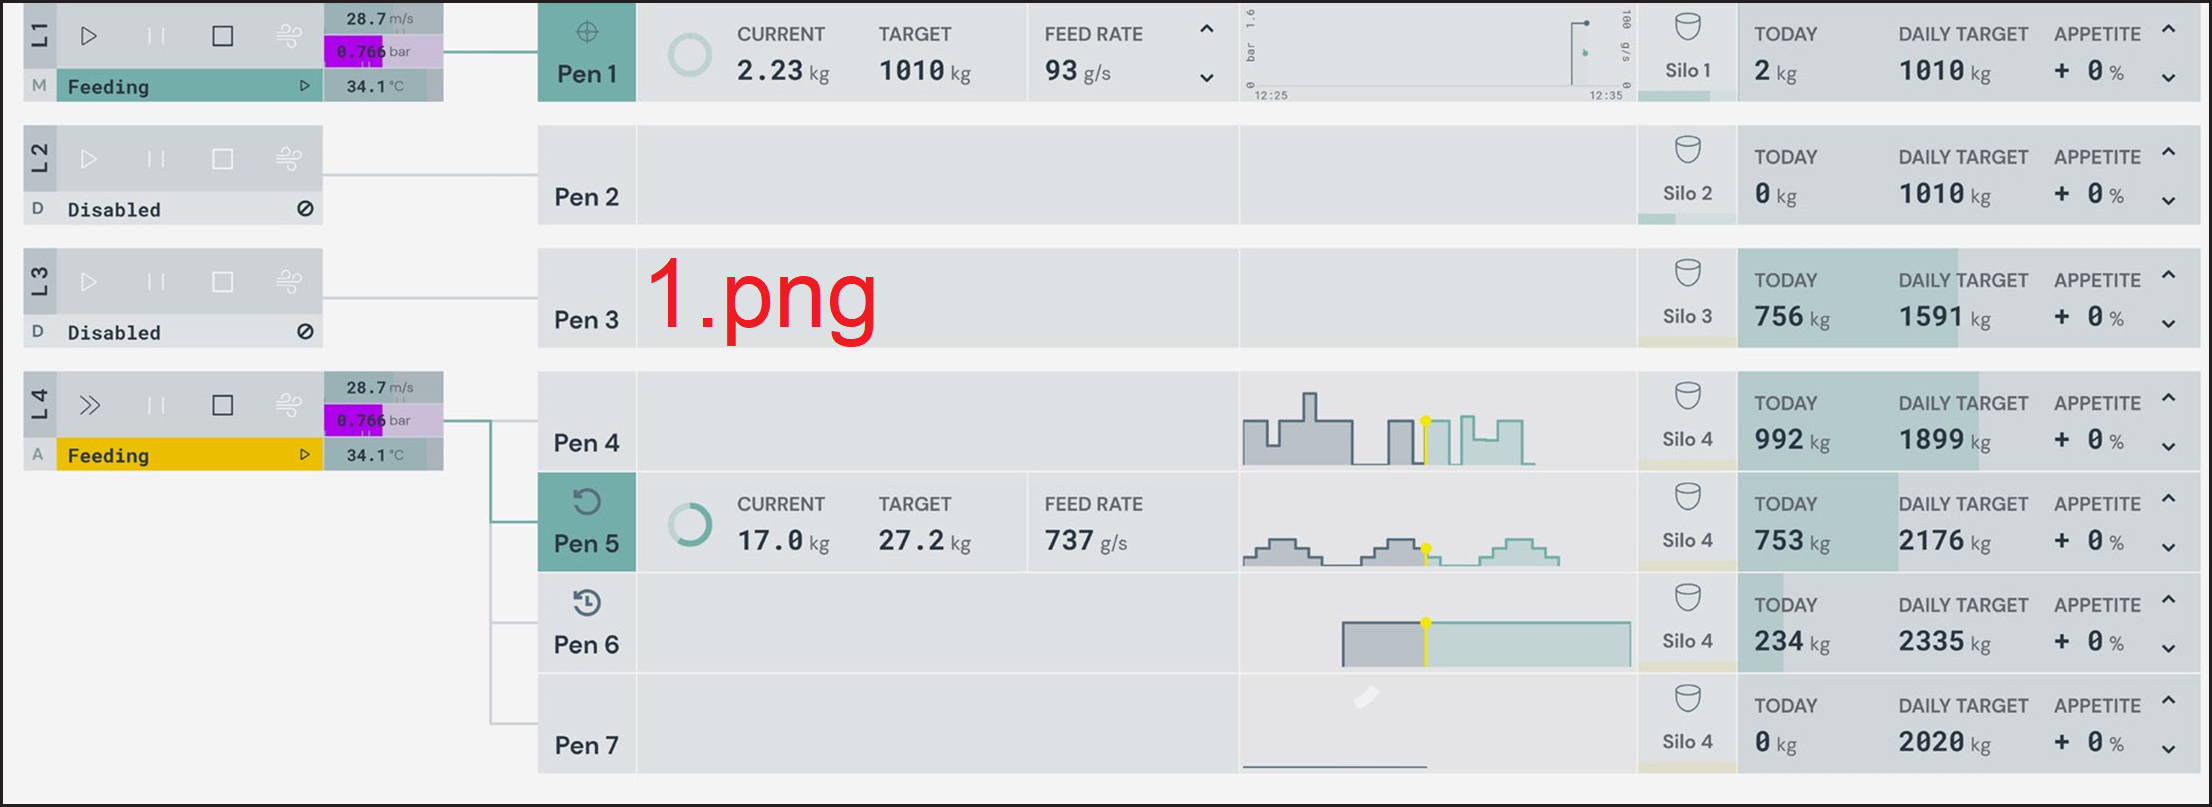 L1
28.7 m/s
0.766 bar
M Feeding
34.1 °C
Pen 1
CURRENT TARGET FEED RATE
2.23 kg 1010 kg 93 g/s
bar 0 1.6
100 g/s 0
12:25 12:35
Silo 1
TODAY DAILY TARGET APPETITE
2 kg 1010 kg + 0 %
L2
D Disabled
Pen 2
Silo 2
TODAY DAILY TARGET APPETITE
0 kg 1010 kg + 0 %
L3
D Disabled
Pen 3
1.png
Silo 3
TODAY DAILY TARGET APPETITE
756 kg 1591 kg + 0 %
L4
28.7 m/s
0.766 bar
A Feeding
34.1 °C
Pen 4
Silo 4
TODAY DAILY TARGET APPETITE
992 kg 1899 kg + 0 %
Pen 5
CURRENT TARGET FEED RATE
17.0 kg 27.2 kg 737 g/s
Silo 4
TODAY DAILY TARGET APPETITE
753 kg 2176 kg + 0 %
Pen 6
Silo 4
TODAY DAILY TARGET APPETITE
234 kg 2335 kg + 0 %
Pen 7
Silo 4
TODAY DAILY TARGET APPETITE
0 kg 2020 kg + 0 %